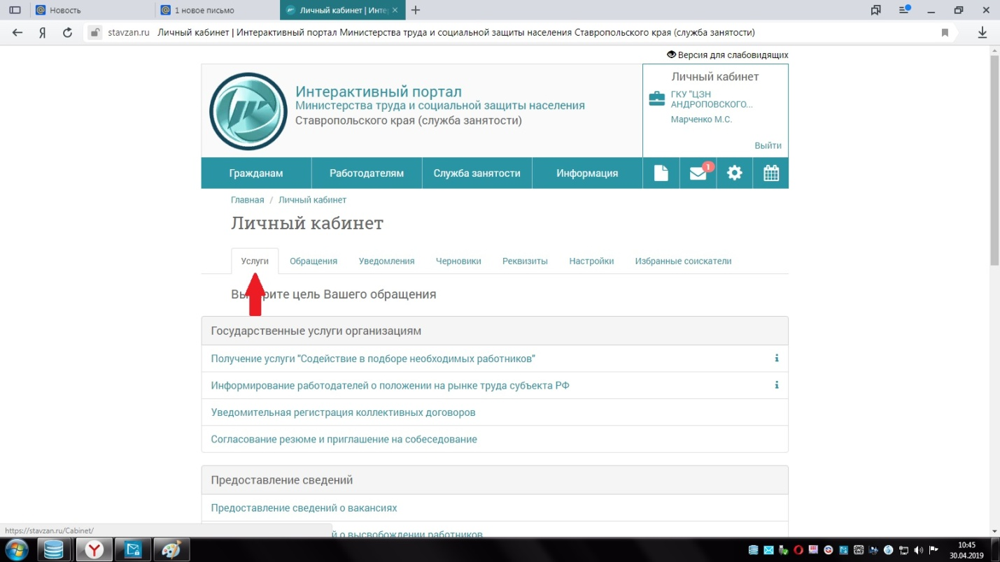 Новость
1 новое письмо
Личный кабинет | Инте
stavzan.ru Личный кабинет | Интерактивный портал Министерства труда и социальной защиты населения Ставропольского края (служба занятости)
Версия для слабовидящих
Интерактивный портал
Министерства труда и социальной защиты населения
Ставропольского края (служба занятости)
Личный кабинет
ГКУ "ЦЗН
АНДРОПОВСКОГО...
Марченко М.С.
Выйти
Гражданам Работодателям Служба занятости Информация 1
Главная / Личный кабинет
Личный кабинет
Услуги Обращения Уведомления Черновики Реквизиты Настройки Избранные соискатели
цель Вашего обращения
Государственные услуги организациям
Получение услуги "Содействие в подборе необходимых работников"
Информирование работодателей о положении на рынке труда субъекта РФ
Уведомительная регистрация коллективных договоров
Согласование резюме и приглашение на собеседование
Предоставление сведений
Предоставление сведений о вакансиях
о высвобождении работников
https://stavzan.ru/Cabinet/
10:45
30.04.2019